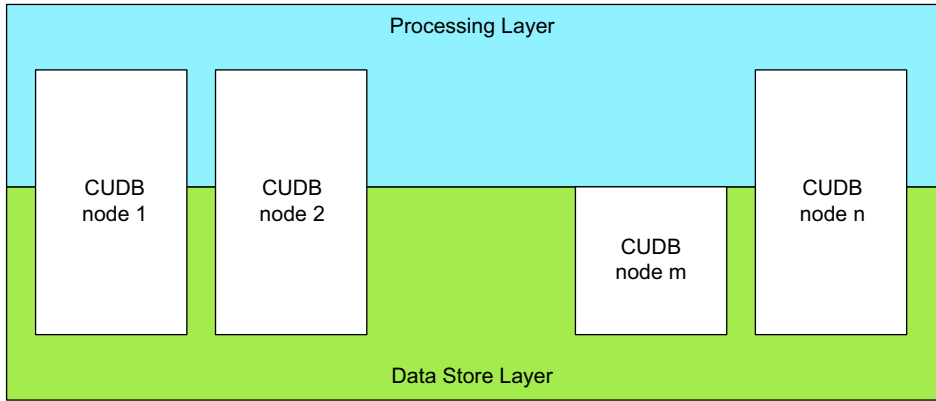 Processing Layer
CUDB
node 1
CUDB
node 2
CUDB
node m
CUDB
node n
Data Store Layer